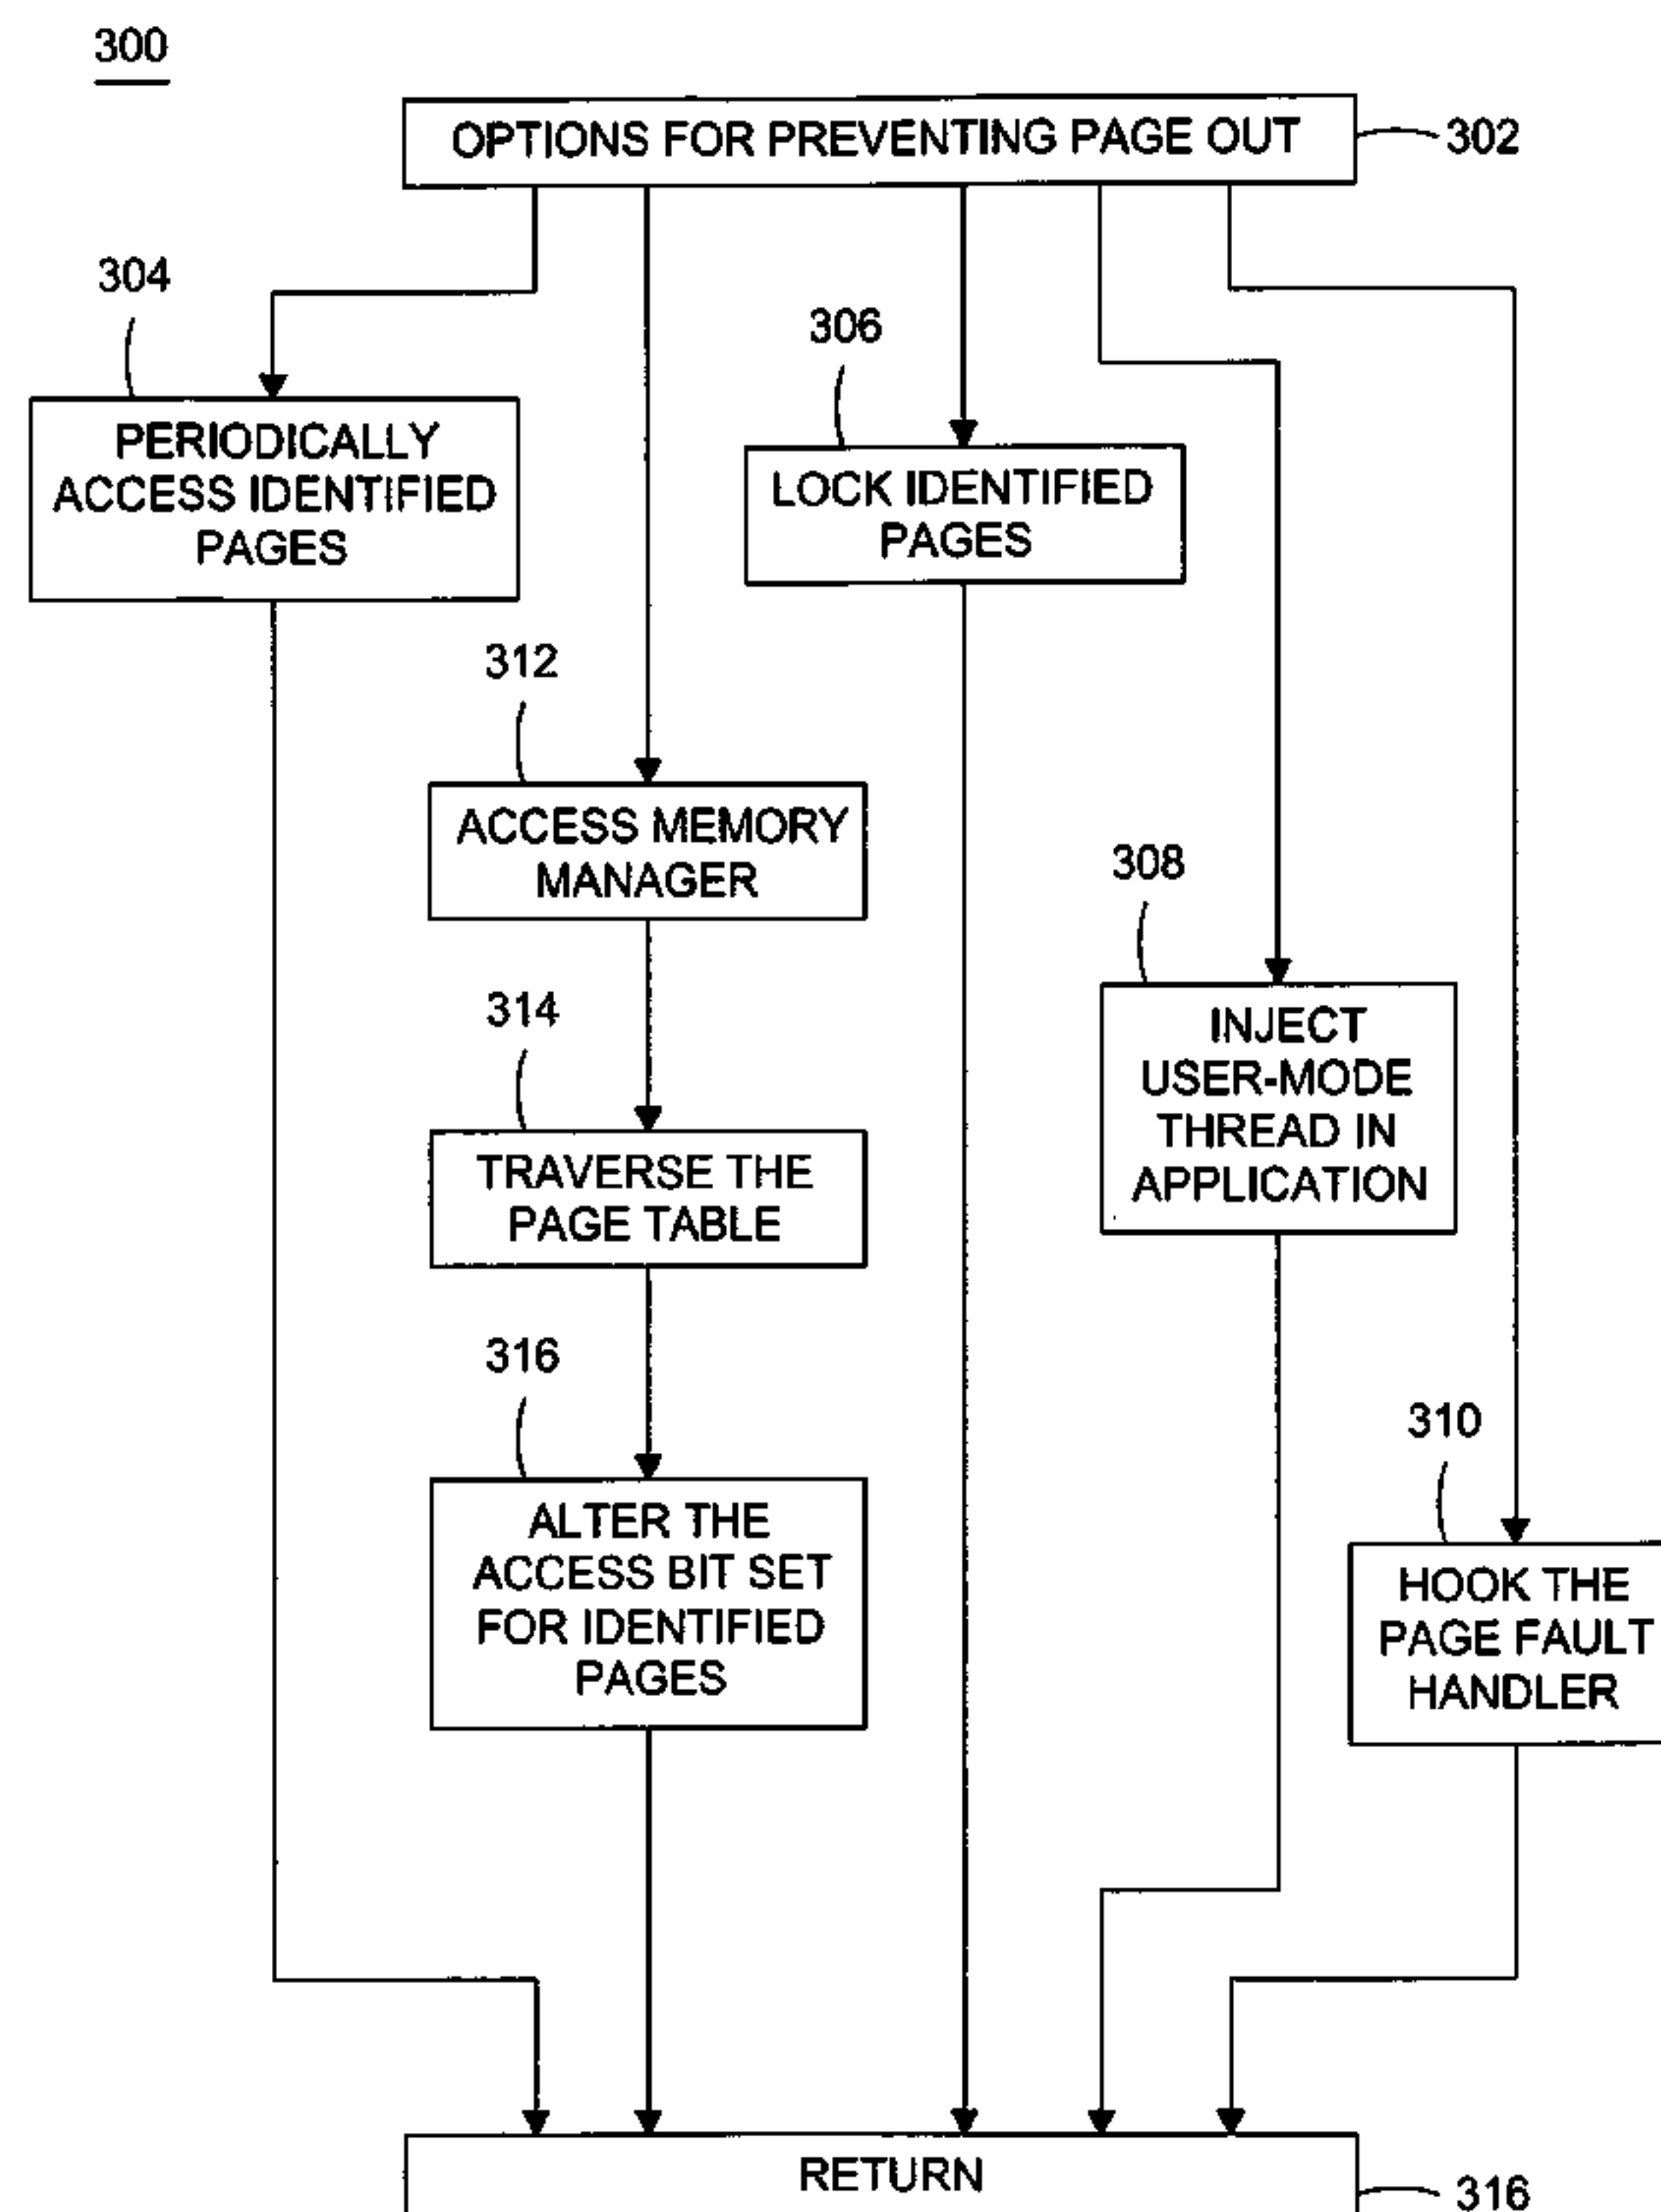 300
OPTIONS FOR PREVENTING PAGE OUT
302
304
PERIODICALLY
ACCESS IDENTIFIED
PAGES
306
LOCK IDENTIFIED
PAGES
312
ACCESS MEMORY
MANAGER
308
INJECT
USER-MODE
THREAD IN
APPLICATION
314
TRAVERSE THE
PAGE TABLE
316
ALTER THE
ACCESS BIT SET
FOR IDENTIFIED
PAGES
310
HOOK THE
PAGE FAULT
HANDLER
RETURN
316